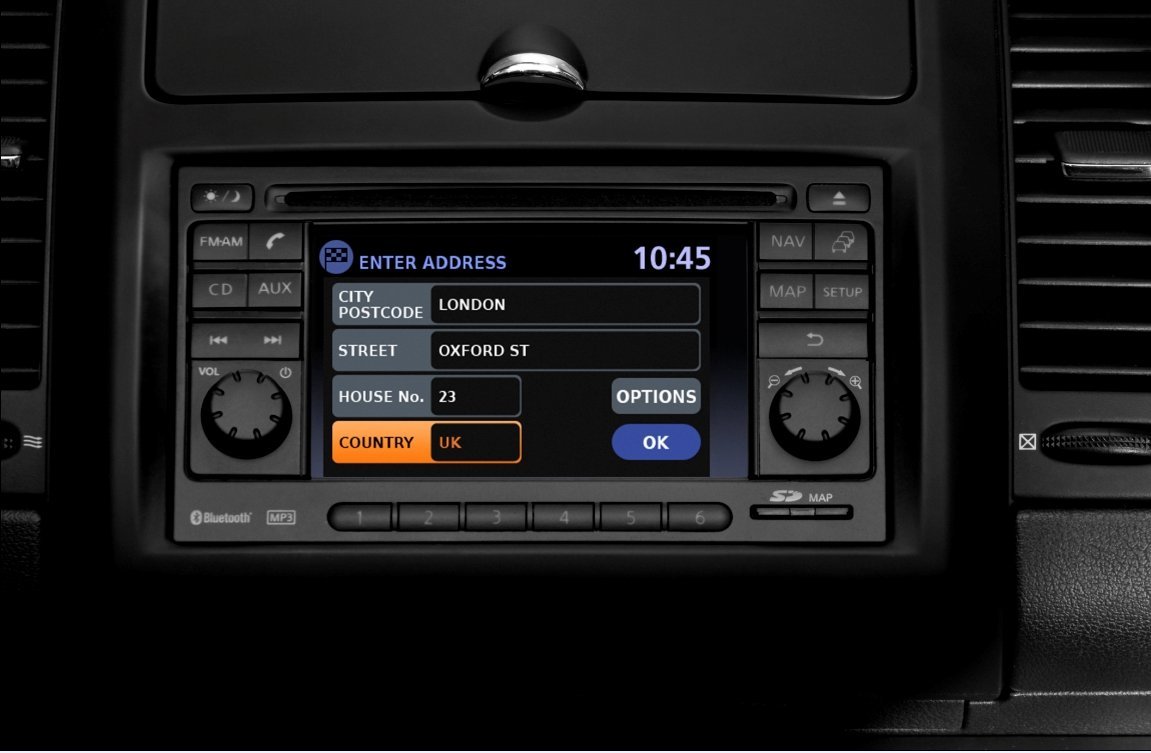 FM·AM
CD
AUX
VOL
ENTER ADDRESS
10:45
CITY
POSTCODE
LONDON
STREET
OXFORD ST
HOUSE No.
23
OPTIONS
COUNTRY
UK
OK
NAV
MAP
SETUP
Bluetooth
MP3
1
2
3
4
5
6
SD
MAP